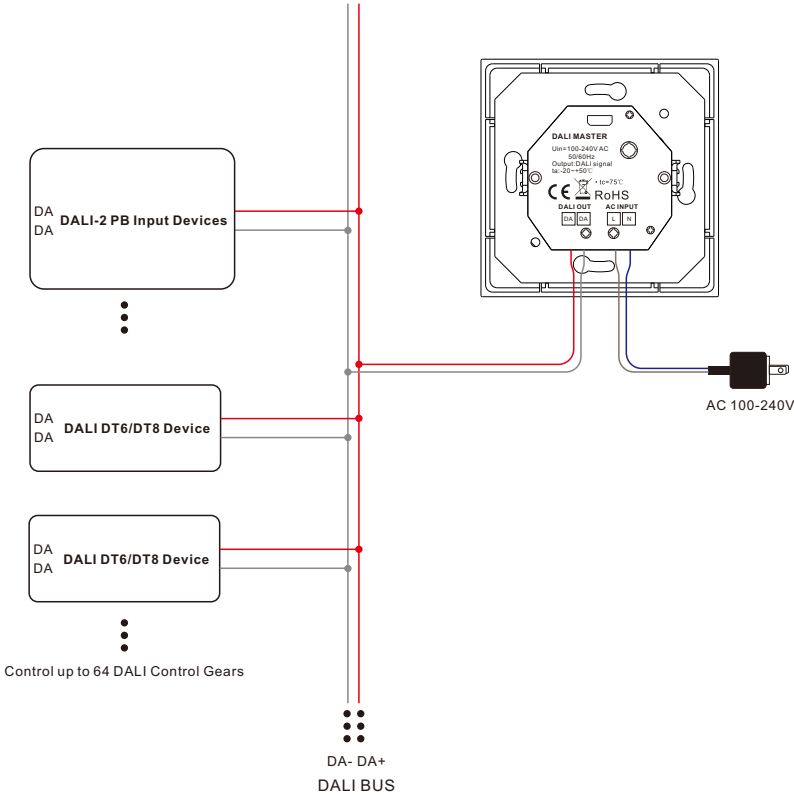 DALI MASTER
Uin=100-240V AC
50/60Hz
Output:DALI signal
ta:-20~+50℃
• tc=75℃
CE RoHS
DALI OUT AC INPUT
DA DA L N
DA
DALI-2 PB Input Devices
DA
AC 100-240V
DA
DALI DT6/DT8 Device
DA
DA
DALI DT6/DT8 Device
DA
Control up to 64 DALI Control Gears
DA- DA+
DALI BUS